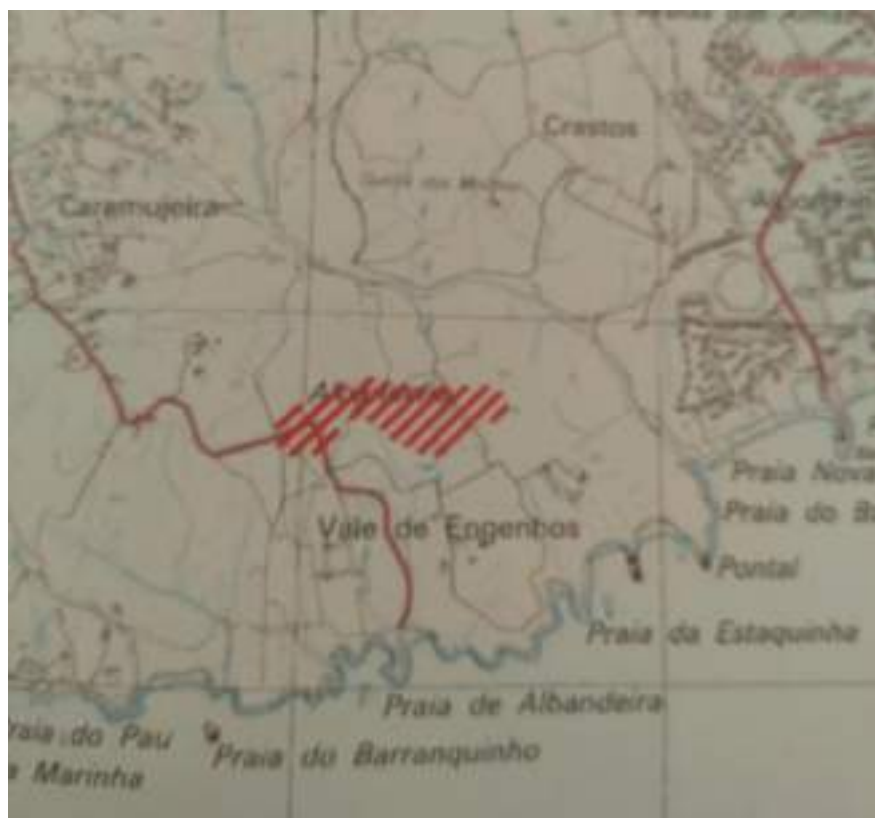 Crastos
Caramujeira
Vale de Engenhos
Praia Nova
Praia do
Pontal
Praia da Estaquinha
Praia de Albandeira
do Pau
Praia do Barranquinho
Marinha